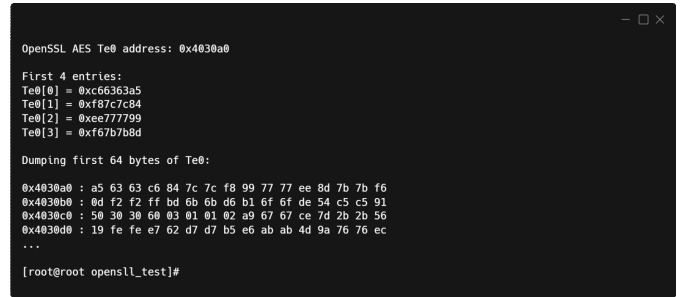 OpenSSL AES Te0 address: 0x4030a0
First 4 entries:
Te0[0] = 0xc66363a5
Te0[1] = 0xf87c7c84
Te0[2] = 0xee777799
Te0[3] = 0xf67b7b8d
Dumping first 64 bytes of Te0:
0x4030a0 : a5 63 63 c6 84 7c 7c f8 99 77 77 ee 8d 7b 7b f6
0x4030b0 : 0d f2 f2 ff bd 6b 6b d6 b1 6f 6f de 54 c5 c5 91
0x4030c0 : 50 30 30 60 03 01 01 02 a9 67 67 ce 7d 2b 2b 56
0x4030d0 : 19 fe fe e7 62 d7 d7 b5 e6 ab ab 4d 9a 76 76 ec
...
[root@root opensll_test]#